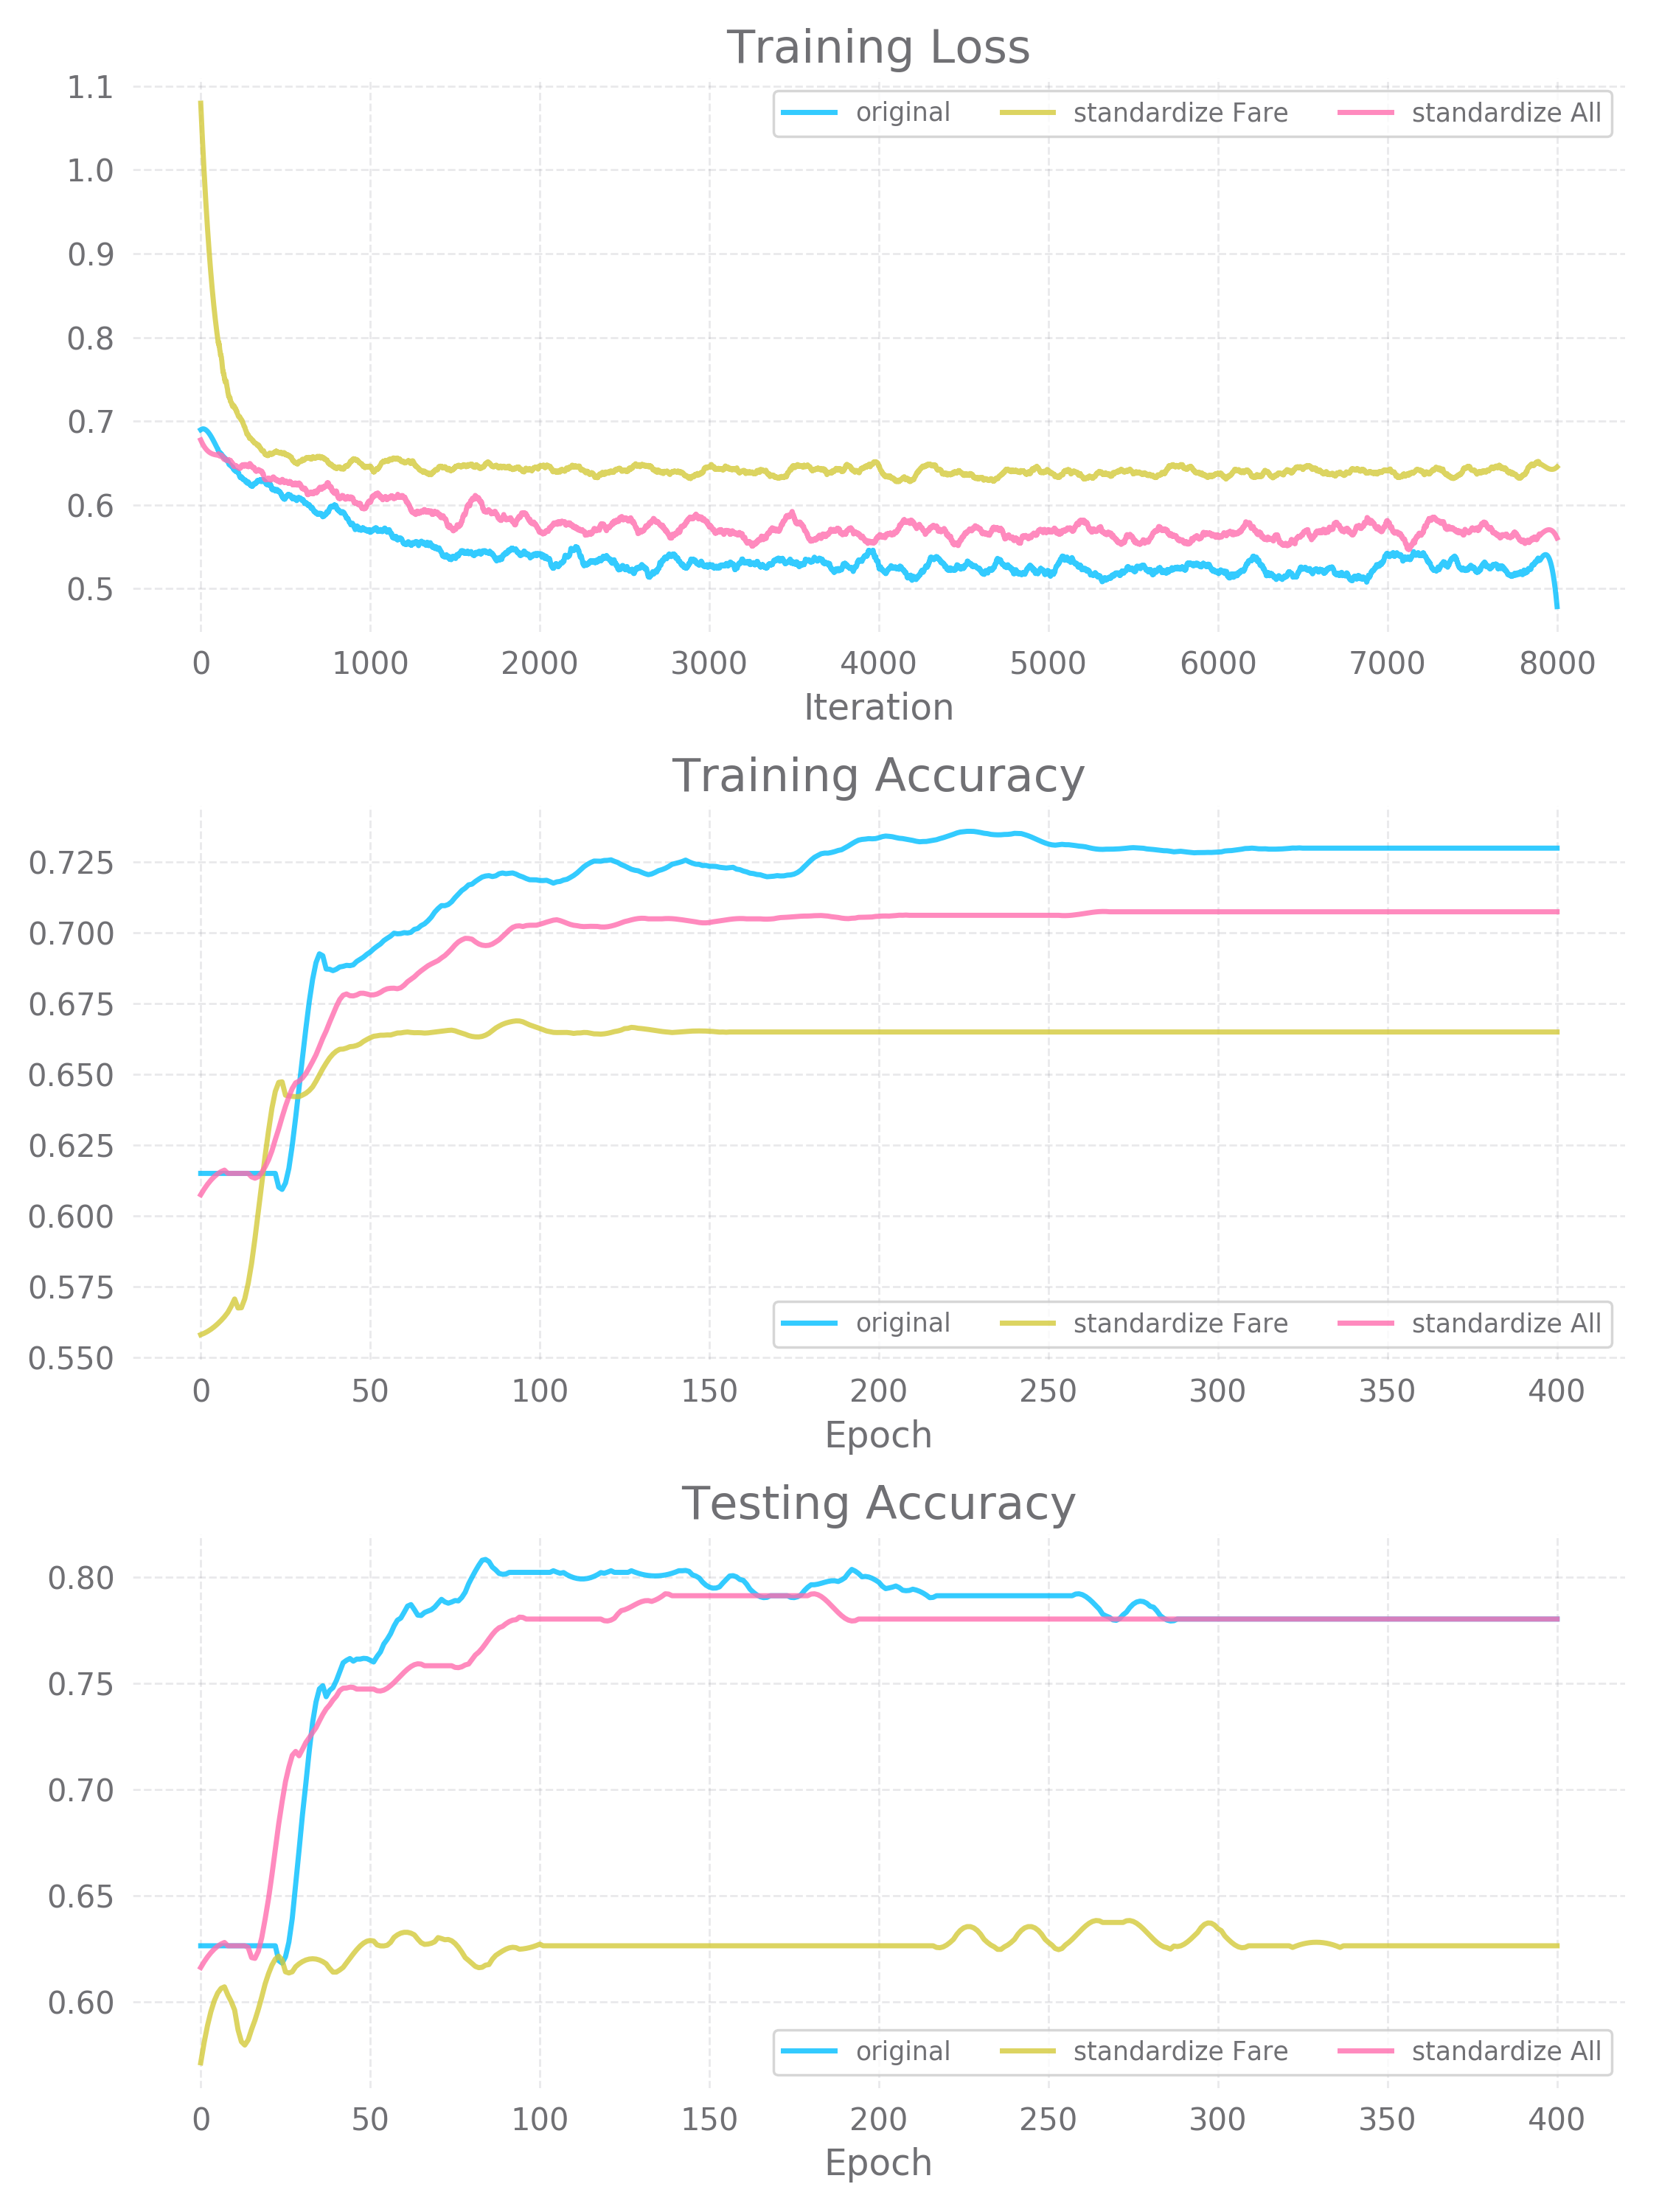 Training Loss
1.1
original standardize Fare standardize All
1.0
0.9
0.8
0.7
0.6
0.5
0 1000 2000 3000 4000 5000 6000 7000 8000
Iteration
Training Accuracy
0.725
0.700
0.675
0.650
0.625
0.600
0.575
original standardize Fare standardize All
0.550
0 50 100 150 200 250 300 350 400
Epoch
Testing Accuracy
0.80
0.75
0.70
0.65
0.60
original standardize Fare standardize All
0 50 100 150 200 250 300 350 400
Epoch